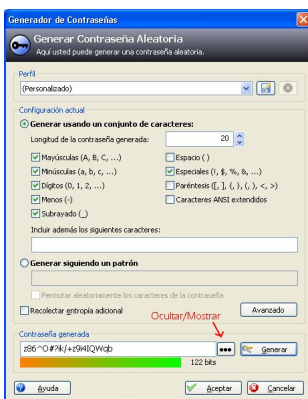 Generador de Contraseñas
Generar Contraseña Aleatoria
Aquí usted puede generar una contraseña aleatoria.
Perfil
(Personalizado)
Configuración actual
Generar usando un conjunto de caracteres:
Longitud de la contraseña generada: 20
Mayúsculas (A, B, C, ...) Espacio ( )
Minúsculas (a, b, c, ...) Especiales (!, $, %, &, ...)
Dígitos (0, 1, 2, ...) Paréntesis ([, ], {, }, (, ), <, >)
Menos (-) Caracteres ANSI extendidos
Subrayado (_)
Incluir además los siguientes caracteres:
Generar siguiendo un patrón
Permutar aleatoriamente los caracteres de la contraseña
Recolectar entropía adicional Avanzado
Ocultar/Mostrar
Contraseña generada
Generar
122 bits
Ayuda Aceptar Cancelar